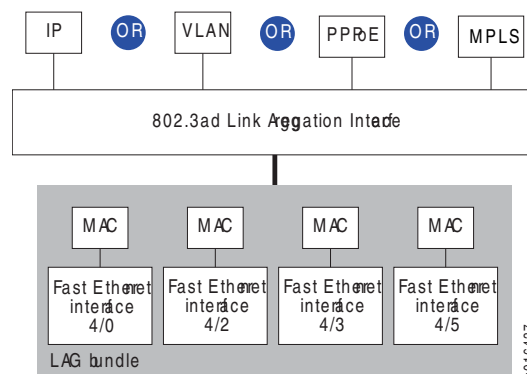 IP OR VLAN OR PPPoE OR MPLS
802.3ad Link Aggregation Interface
MAC MAC MAC MAC
Fast Ethernet Fast Ethernet Fast Ethernet Fast Ethernet
interface interface interface interface
4/0 4/2 4/3 4/5
LAG bundle